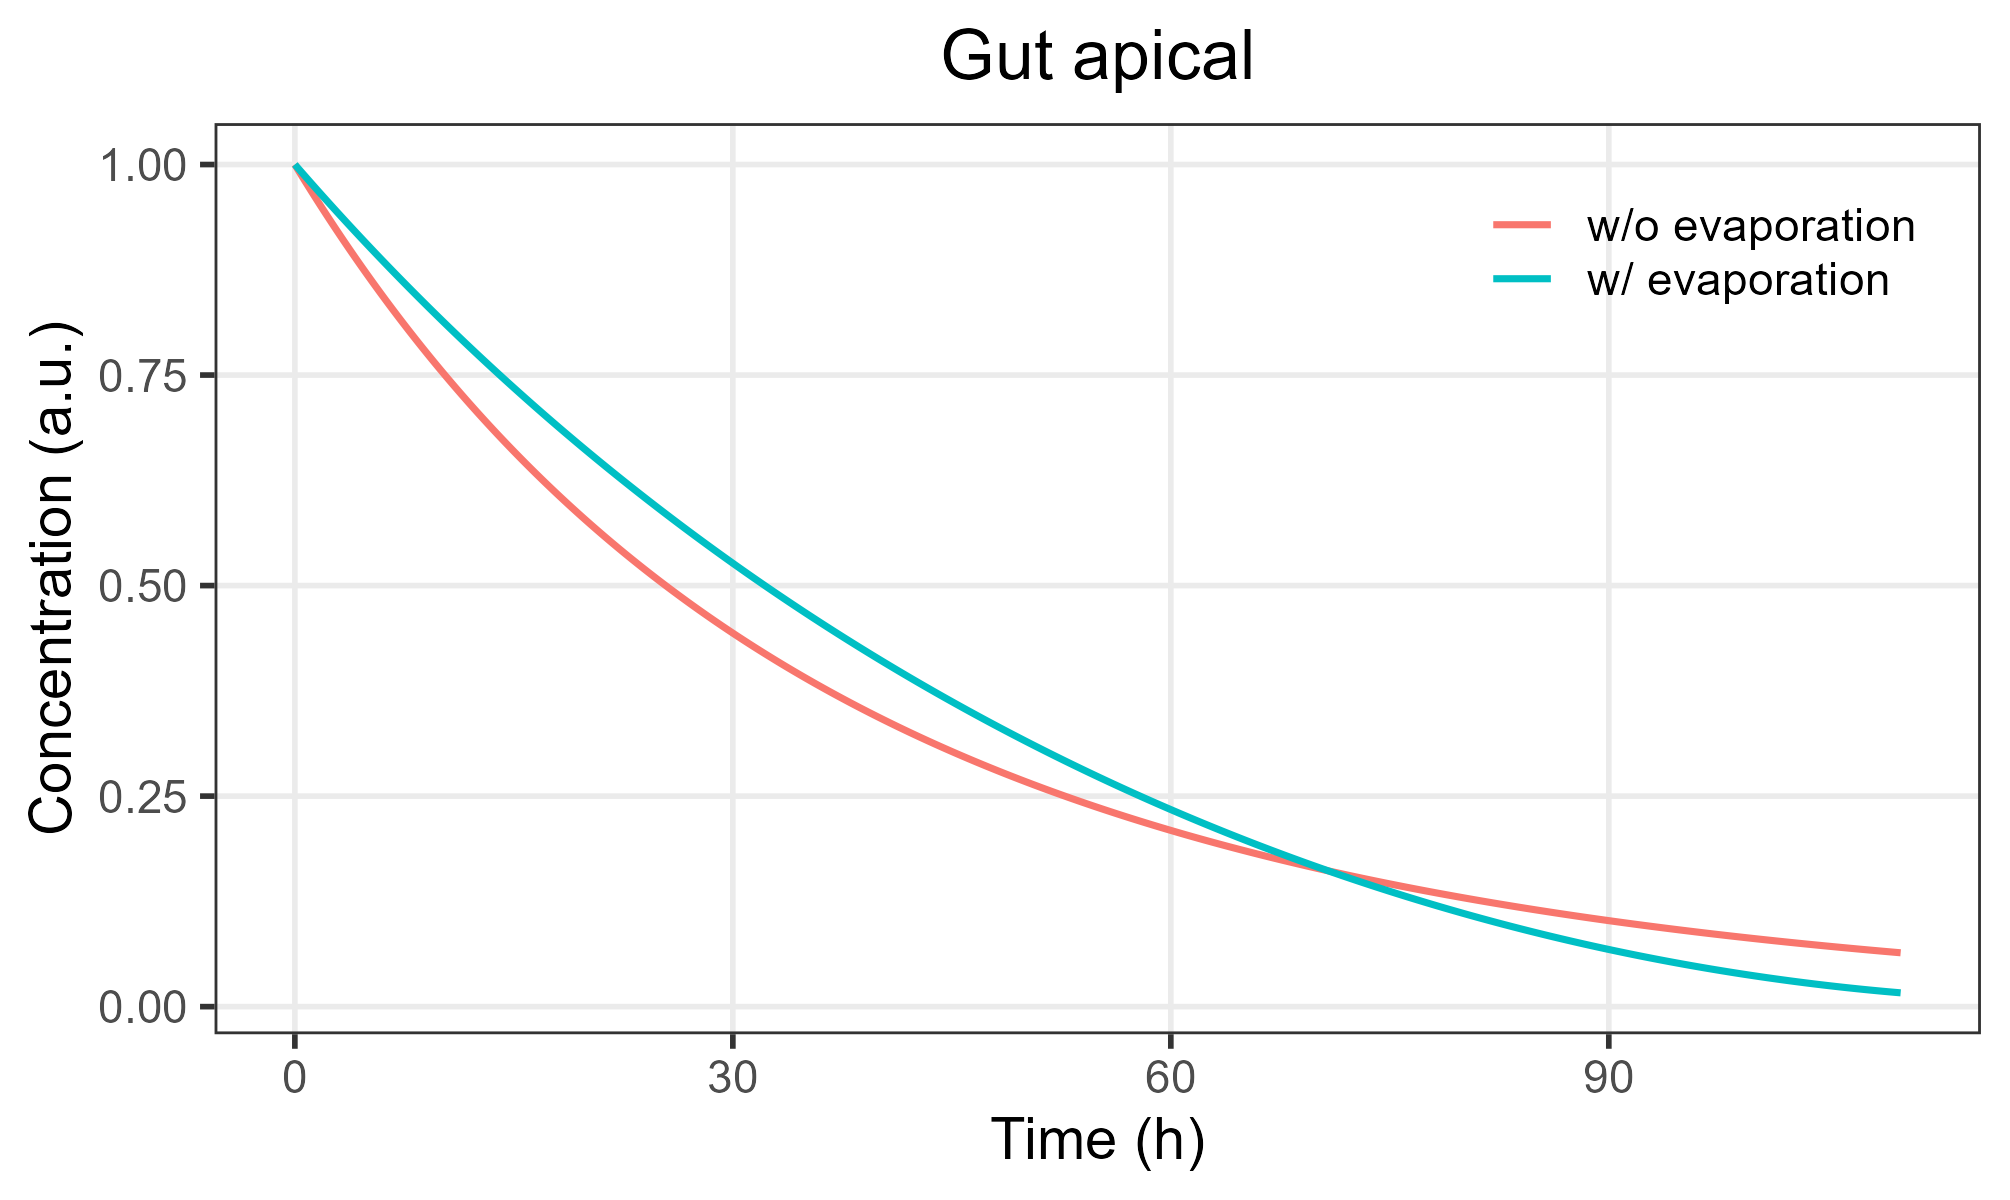 Gut apical
Concentration (a.u.)
1.00
0.75
0.50
0.25
0.00
w/o evaporation
w/ evaporation
0 30 60 90
Time (h)